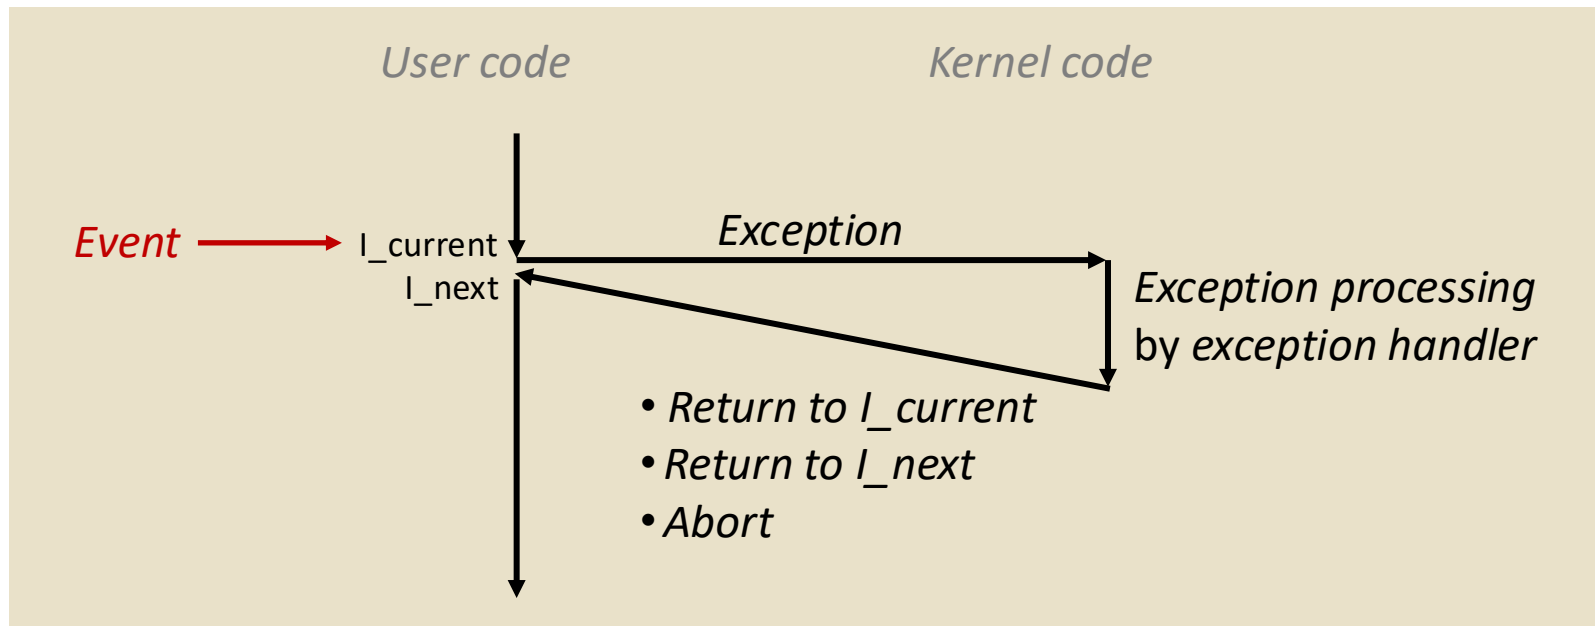 User code
Kernel code
Event
I_current
I_next
Exception
Exception processing
by exception handler
• Return to I_current
• Return to I_next
• Abort